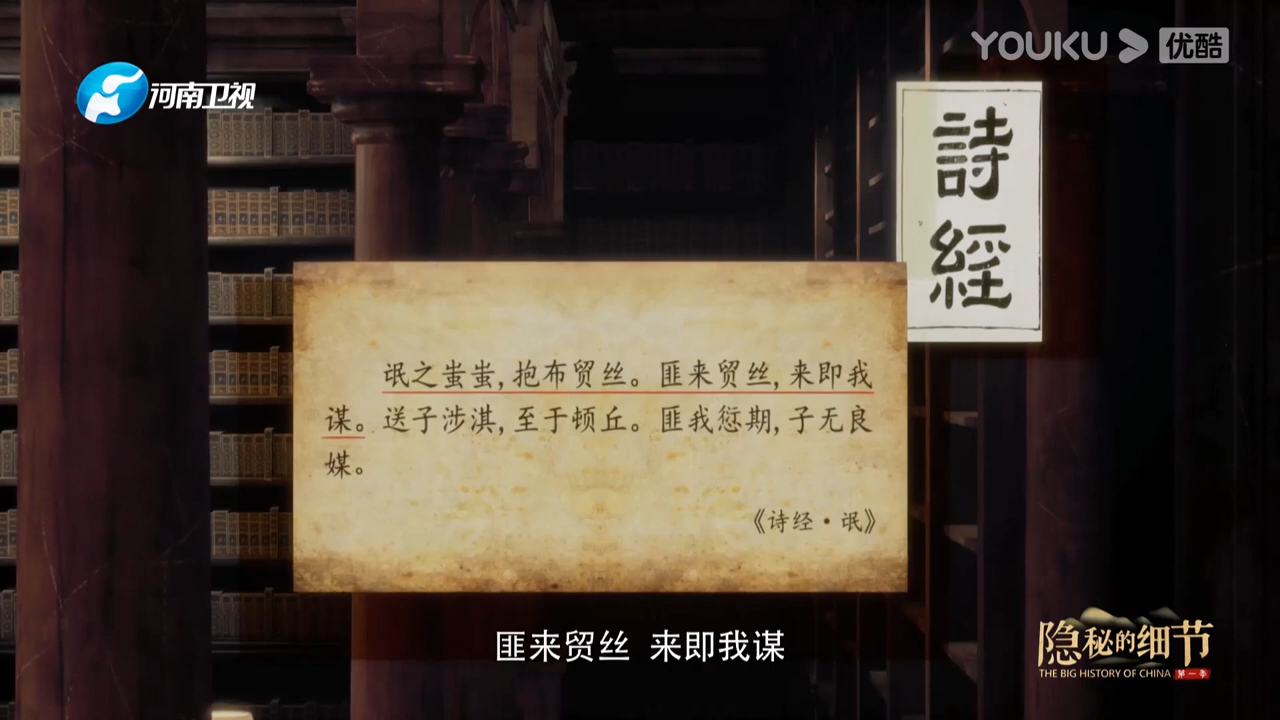 YOUKU 优酷
河南卫视
詩經
氓之蚩蚩,抱布贸丝。匪来贸丝,来即我
谋。送子涉淇,至于顿丘。匪我愆期,子无良
媒。
《诗经·氓》
匪来贸丝 来即我谋
隐秘的细节
THE BIG HISTORY OF CHINA 第一季